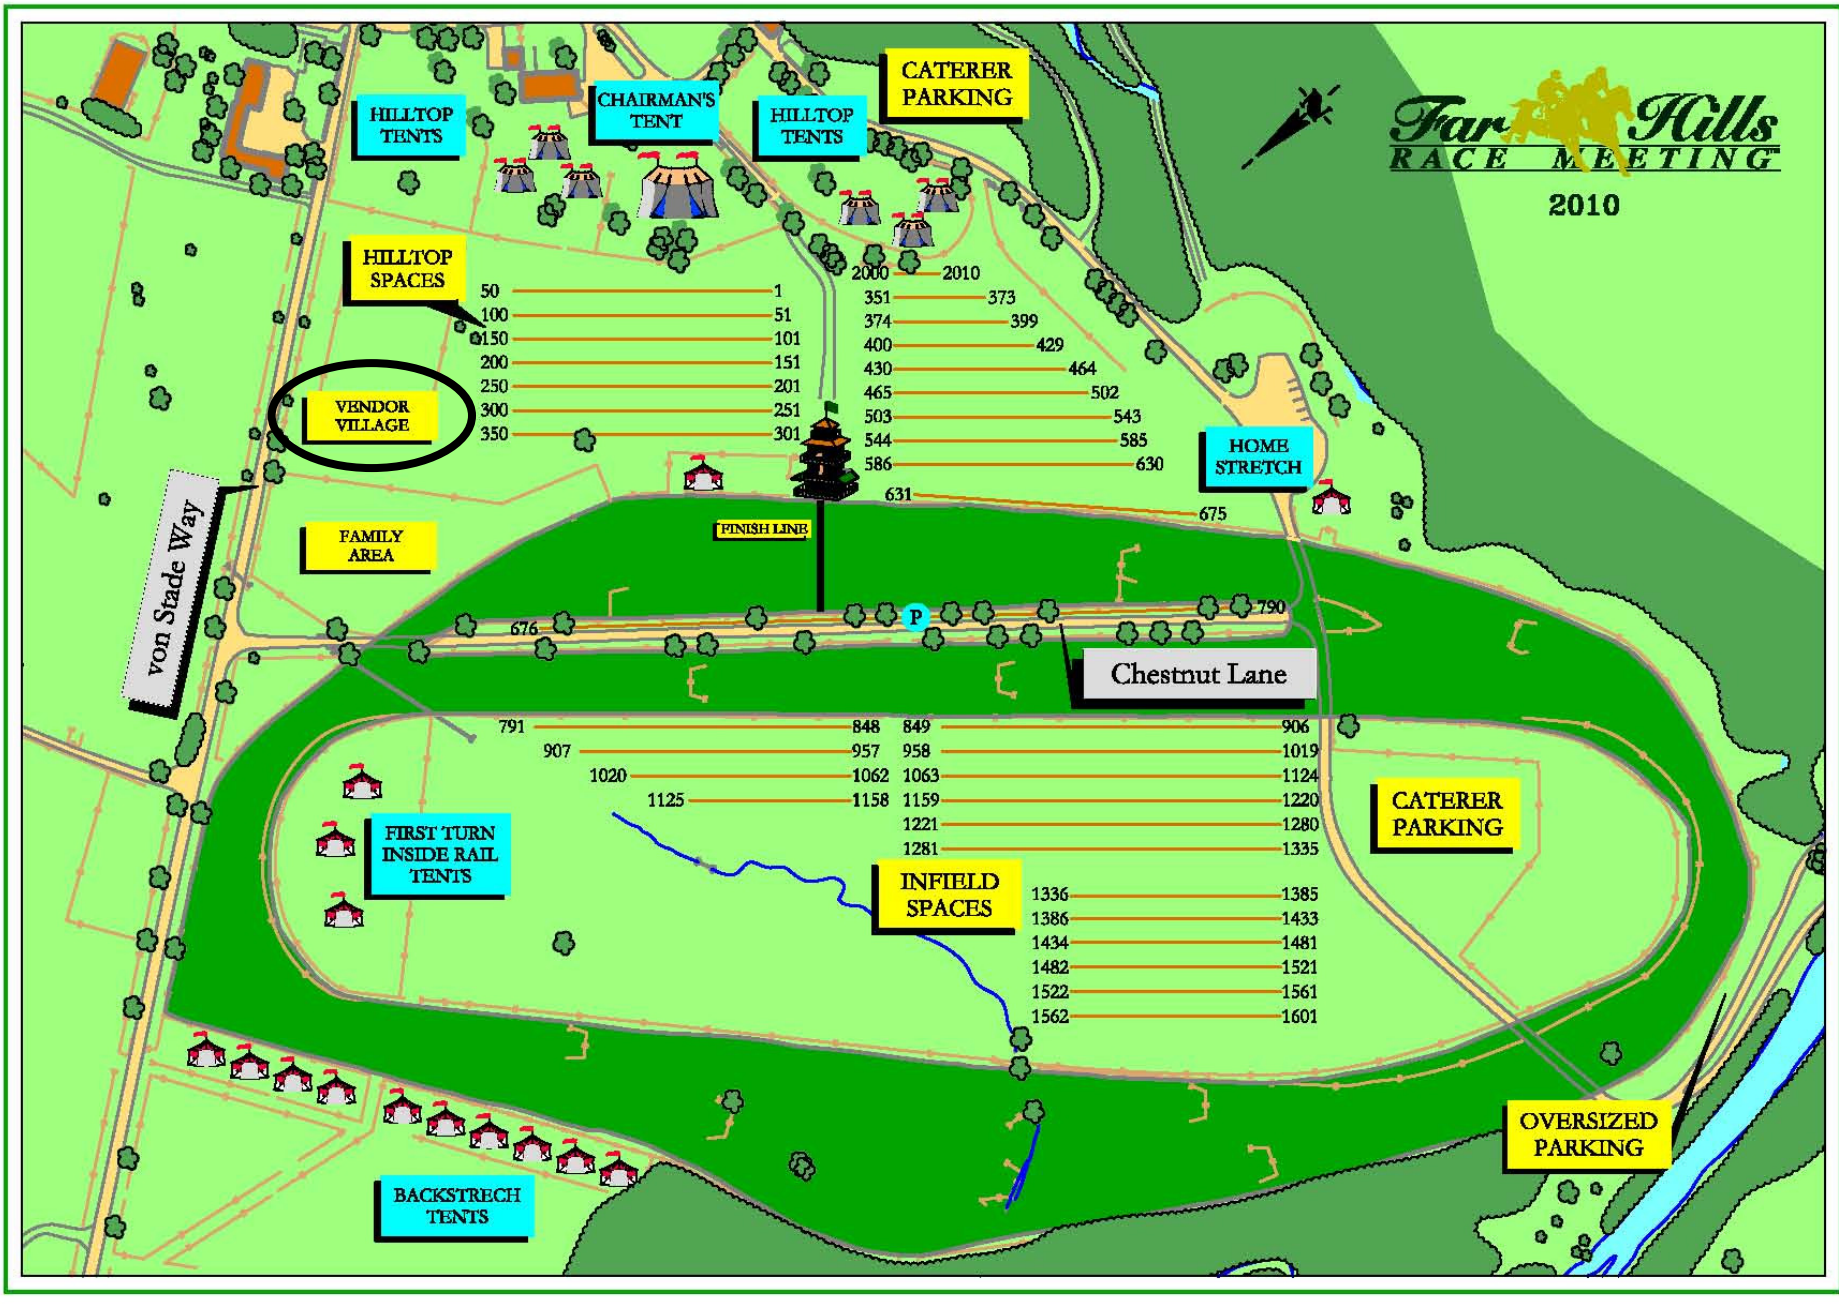 Far Hills
RACE MEETING
2010
CATERER
PARKING
HILLTOP
TENTS
CHAIRMAN'S
TENT
HILLTOP
TENTS
HILLTOP
SPACES
2000 2010
50 1
351 373
100 51
374 399
150 101
400 429
200 151
430 464
250 201
465 502
300 251
503 543
350 301
544 585
586 630
631 675
VENDOR
VILLAGE
HOME
STRETCH
von Stade Way
FINISH LINE
FAMILY
AREA
676 P 790
Chestnut Lane
791 848 849 906
907 957 958 1019
1020 1062 1063 1124
1125 1158 1159 1220
1221 1280
1281 1335
CATERER
PARKING
FIRST TURN
INSIDE RAIL
TENTS
INFIELD
SPACES
1336 1385
1386 1433
1434 1481
1482 1521
1522 1561
1562 1601
OVERSIZED
PARKING
BACKSTRECH
TENTS